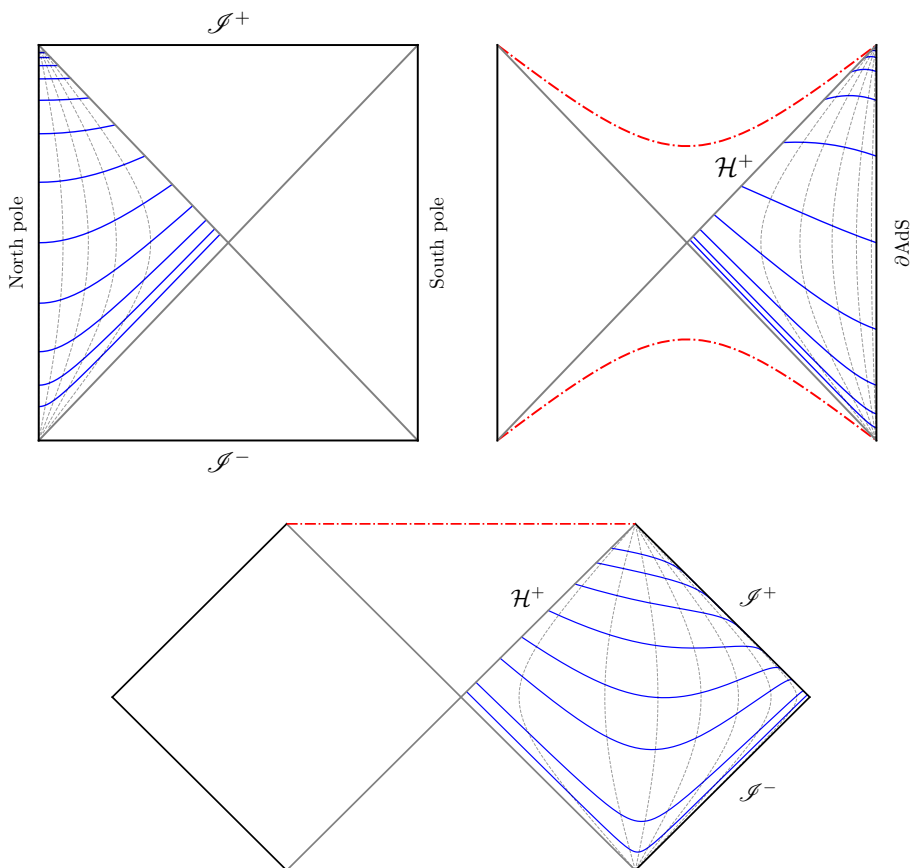 ℐ⁺
North pole
South pole
ℐ⁻
ℋ⁺
∂AdS
ℋ⁺
ℐ⁺
ℐ⁻